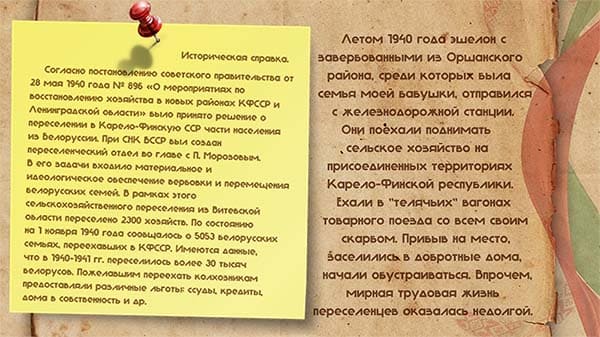 Историческая справка.
Согласно постановлению советского правительства от
28 мая 1940 года № 896 «О мероприятиях по
восстановлению хозяйства в новых районах КФССР и
Ленинградской области» было принято решение о
переселении в Карело-Финскую ССР части населения
из Белоруссии. При СНК БССР был создан
переселенческий отдел во главе с П. Морозовым.
В его задачи входило материальное и
идеологическое обеспечение вербовки и перемещения
белорусских семей. В рамках этого
сельскохозяйственного переселения из Витевской
области переселено 2300 хозяйств. По состоянию
на 1 ноября 1940 года сообщалось о 5053 белорусских
семьях, переехавших в КФССР. Имеются данные,
что в 1940-1941 гг. переселилось более 30 тысяч
белорусов. Пожелавшим переехать колхозникам
предоставляли различные льготы: ссуды, кредиты,
дома в собственность и др.
Летом 1940 года эшелон с
завербованными из Оршанского
района, среди которых была
семья моей бабушки, отправился
с железнодорожной станции.
Они поехали поднимать
сельское хозяйство на
присоединенных территориях
Карело-Финской республики.
Ехали в "телячьих" вагонах
товарного поезда со всем своим
скарбом. Прибыв на место,
заселились в добротные дома,
начали обустраиваться. Впрочем,
мирная трудовая жизнь
переселенцев оказалась недолгой.